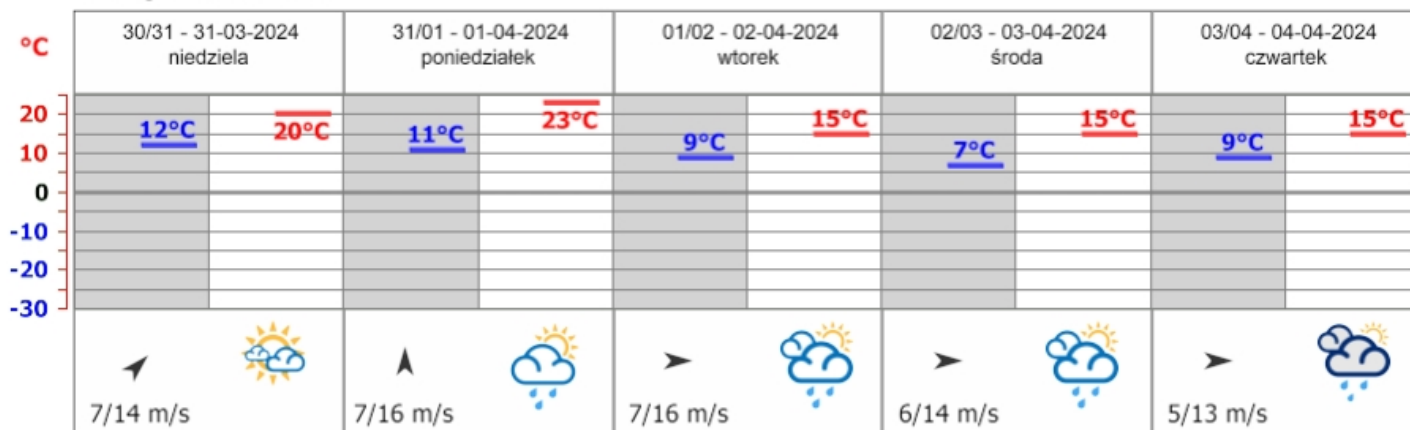 °C
30/31 - 31-03-2024
niedziela
31/01 - 01-04-2024
poniedziałek
01/02 - 02-04-2024
wtorek
02/03 - 03-04-2024
środa
03/04 - 04-04-2024
czwartek
20
10
0
-10
-20
-30
12°C
20°C
11°C
23°C
9°C
15°C
7°C
15°C
9°C
15°C
7/14 m/s
7/16 m/s
7/16 m/s
6/14 m/s
5/13 m/s